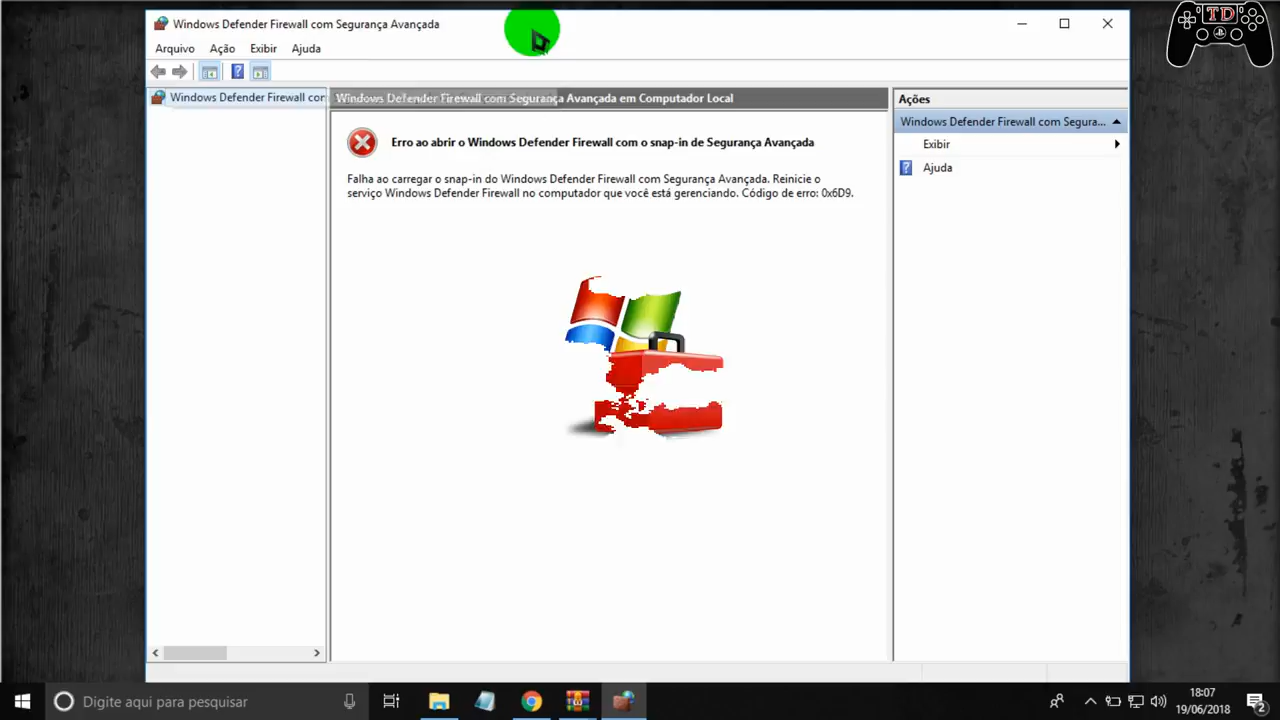 Windows Defender Firewall com Segurança Avançada
TD
Arquivo Ação Exibir Ajuda
Windows Defender Firewall con
Windows Defender Firewall com Segurança Avançada em Computador Local
Ações
Windows Defender Firewall com Segura...
Exibir
Ajuda
Erro ao abrir o Windows Defender Firewall com o snap-in de Segurança Avançada
Falha ao carregar o snap-in do Windows Defender Firewall com Segurança Avançada. Reinicie o
serviço Windows Defender Firewall no computador que você está gerenciando. Código de erro: 0x6D9.
Digite aqui para pesquisar
18:07
19/06/2018
2